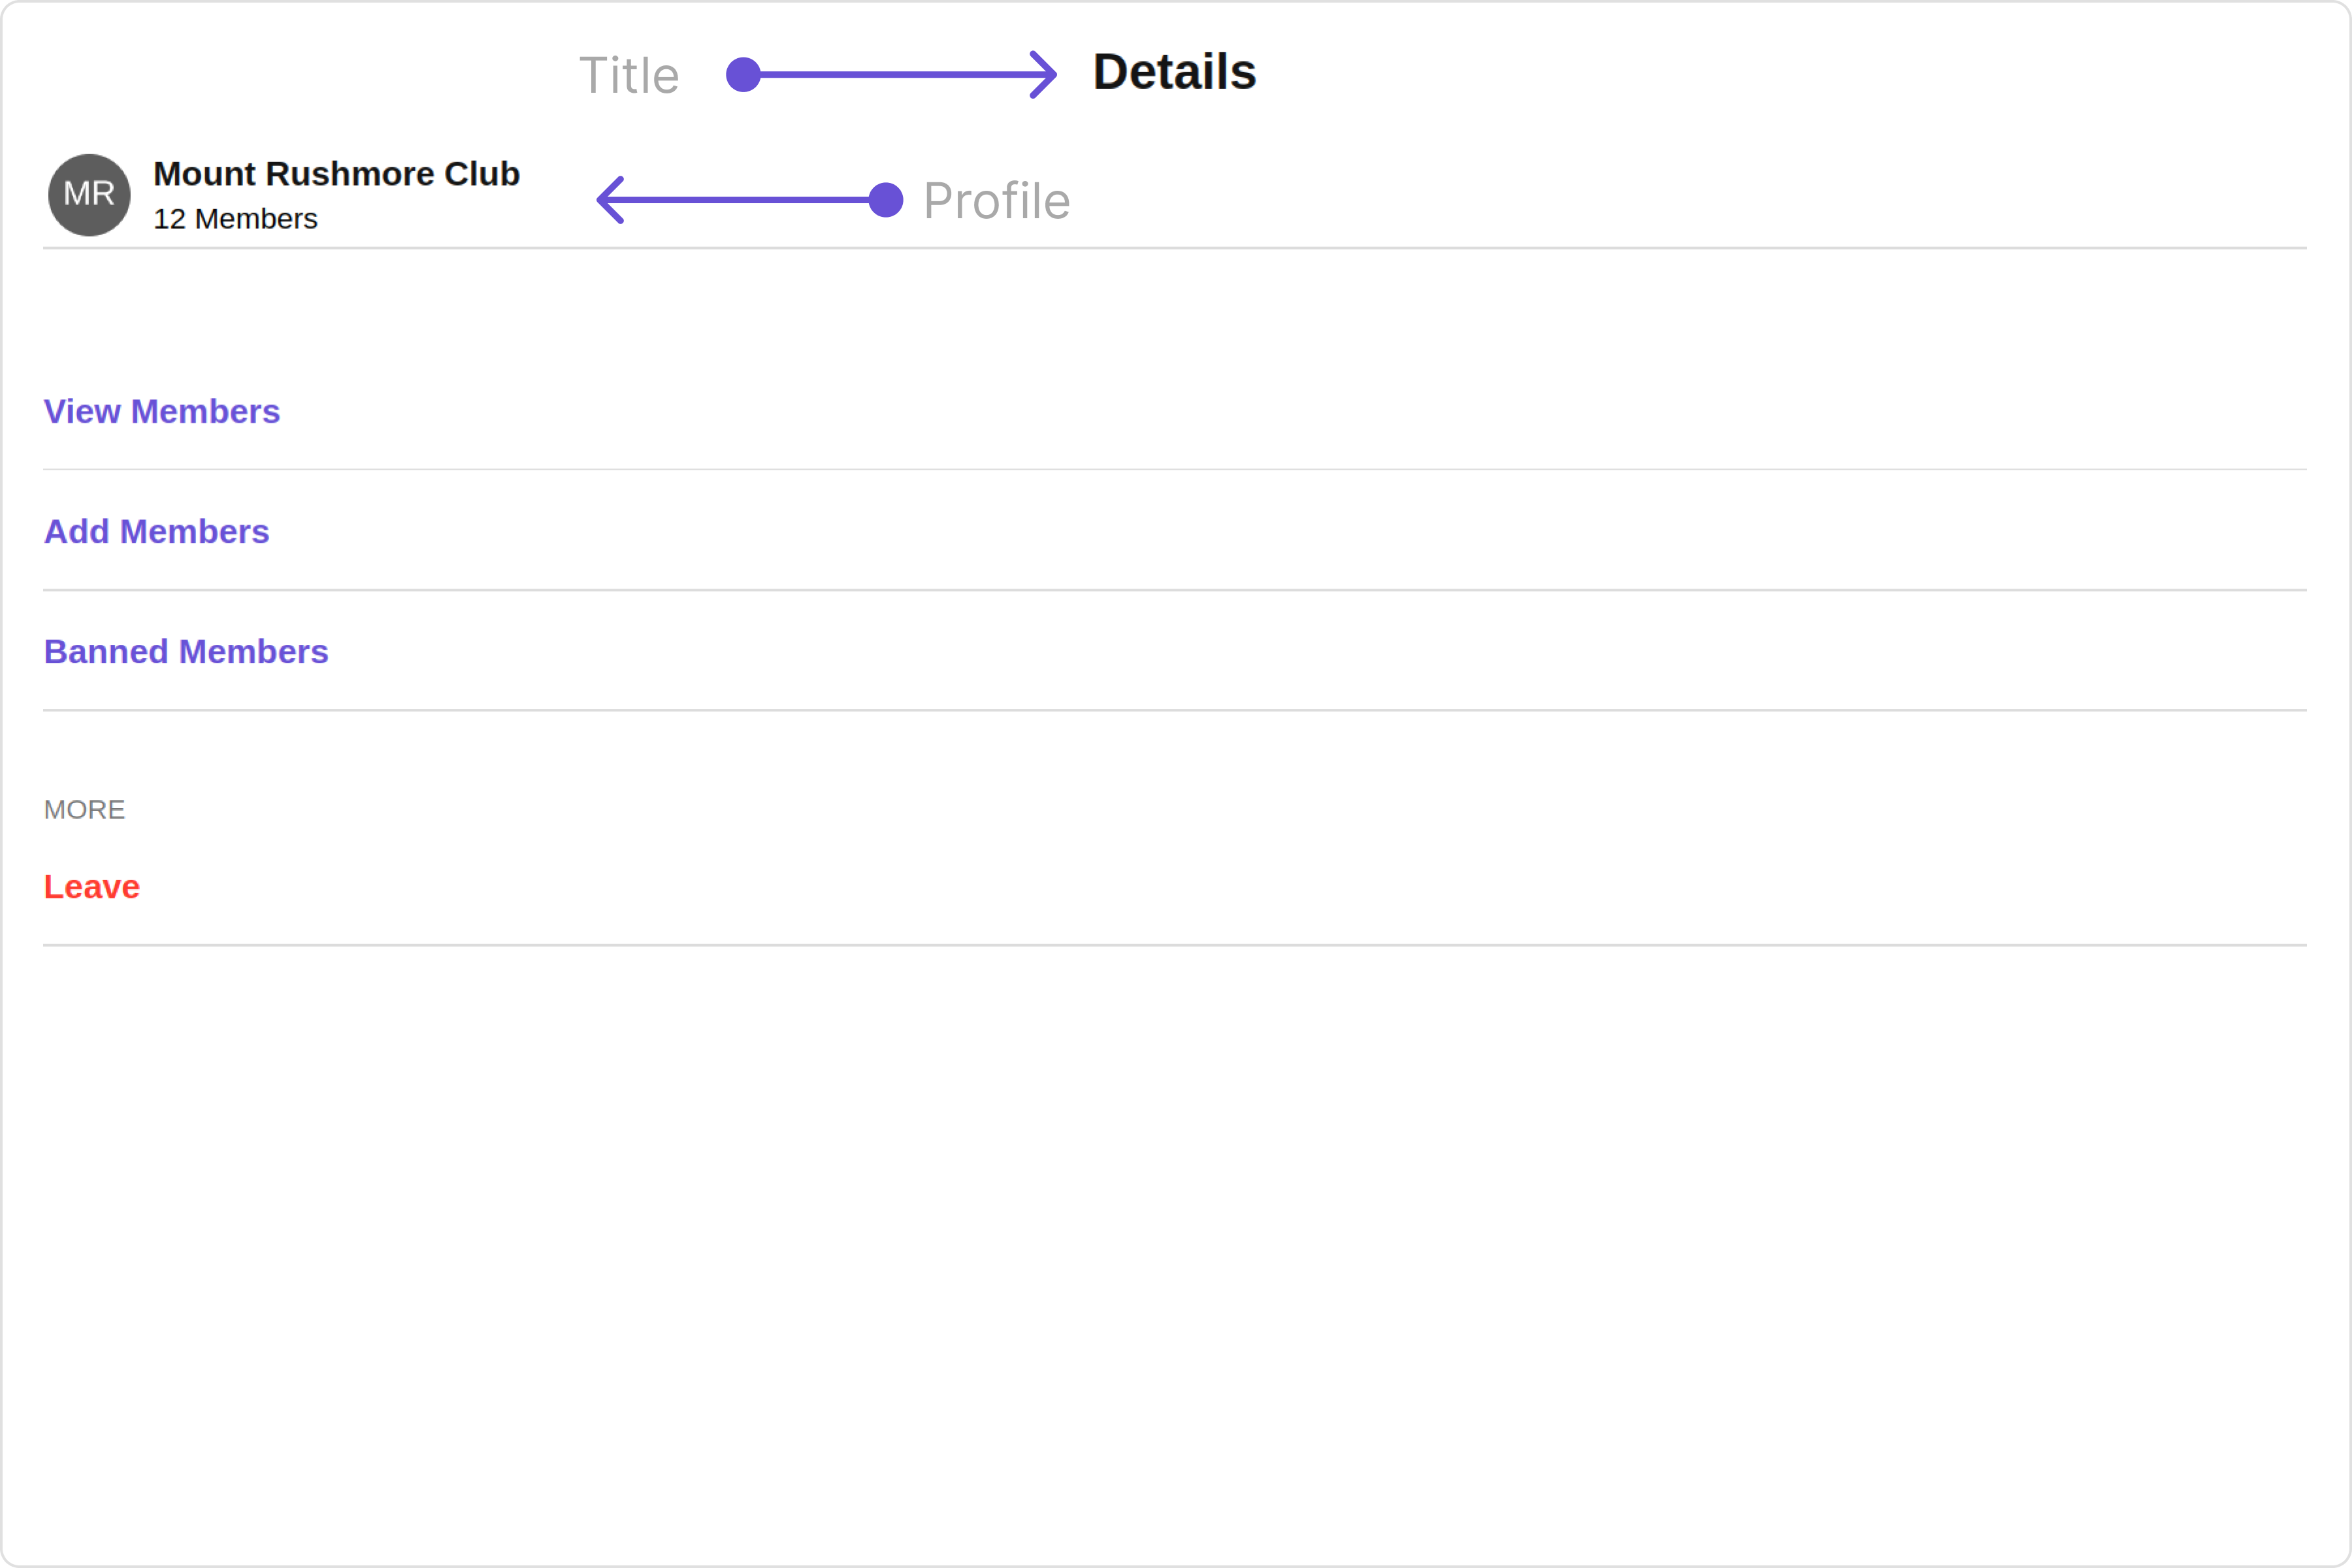 Title
Details
MR
Mount Rushmore Club
12 Members
Profile
View Members
Add Members
Banned Members
MORE
Leave